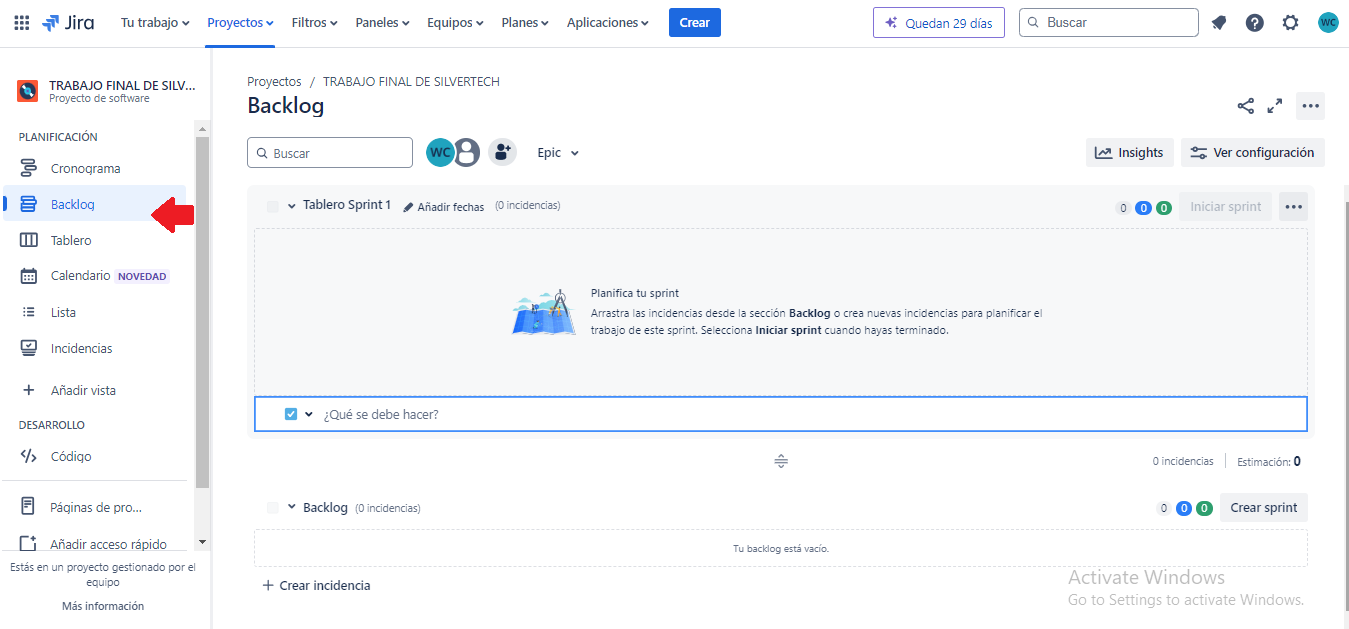 Jira
Tu trabajo
Proyectos
Filtros
Paneles
Equipos
Planes
Aplicaciones
Crear
Quedan 29 días
Buscar
WC
TRABAJO FINAL DE SILV...
Proyecto de software
PLANIFICACIÓN
Cronograma
Backlog
Tablero
Calendario NOVEDAD
Lista
Incidencias
Añadir vista
DESARROLLO
Código
Páginas de pro...
Añadir acceso rápido
Estás en un proyecto gestionado por el
equipo
Más información
Proyectos / TRABAJO FINAL DE SILVERTECH
Backlog
Buscar
WC
Epic
Insights
Ver configuración
Tablero Sprint 1 Añadir fechas (0 incidencias)
0 0 0 Iniciar sprint
Planifica tu sprint
Arrastra las incidencias desde la sección Backlog o crea nuevas incidencias para planificar el
trabajo de este sprint. Selecciona Iniciar sprint cuando hayas terminado.
¿Qué se debe hacer?
0 incidencias Estimación: 0
Backlog (0 incidencias)
0 0 0 Crear sprint
Tu backlog está vacío.
+ Crear incidencia
Activate Windows
Go to Settings to activate Windows.